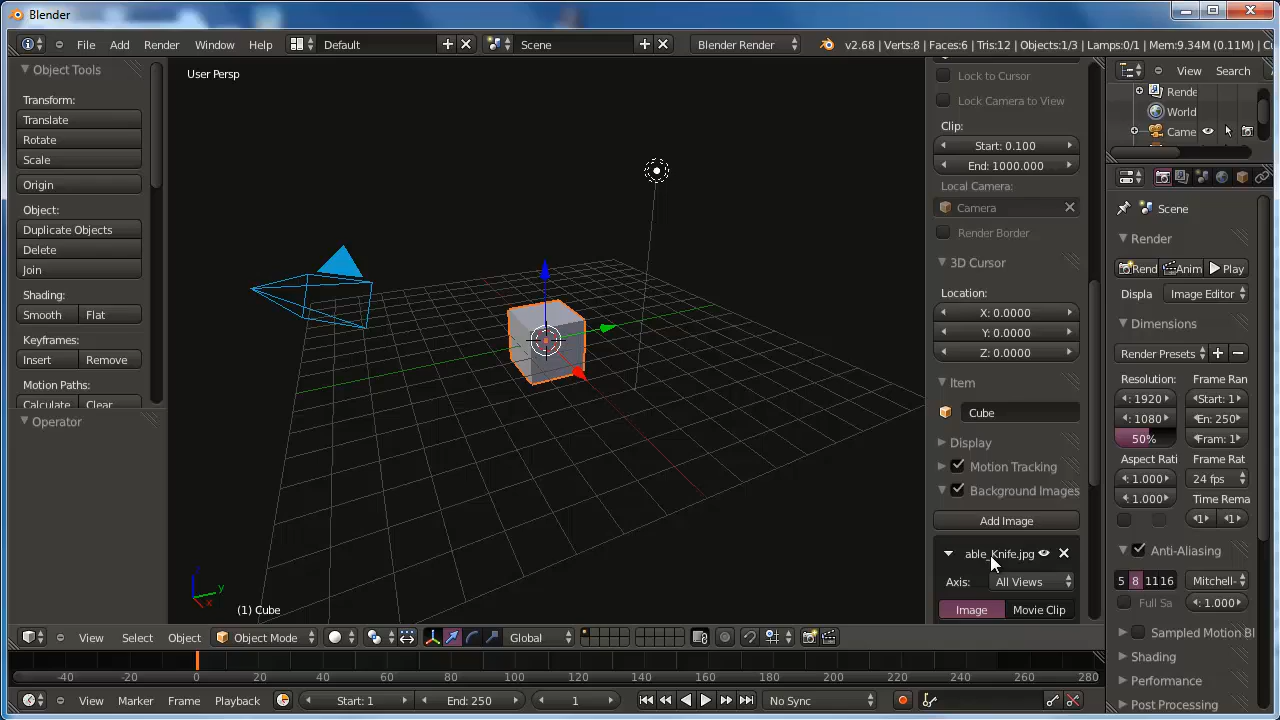 Blender
File Add Render Window Help Default Scene Blender Render v2.68 | Verts:8 | Faces:6 | Tris:12 | Objects:1/3 | Lamps:0/1 | Mem:9.34M (0.11M) |
Object Tools
Transform:
Translate
Rotate
Scale
Origin
Object:
Duplicate Objects
Delete
Join
Shading:
Smooth Flat
Keyframes:
Insert Remove
Motion Paths:
Calculate Clear
Operator
User Persp
(1) Cube
z
y
x
Lock to Cursor
Lock Camera to View
Clip:
Start: 0.100
End: 1000.000
Local Camera:
Camera
Render Border
3D Cursor
Location:
X: 0.0000
Y: 0.0000
Z: 0.0000
Item
Cube
Display
Motion Tracking
Background Images
Add Image
able_Knife.jpg
Axis: All Views
Image Movie Clip
View Search
Rende
World
Came
Scene
Render
Rend Anim Play
Displa Image Editor
Dimensions
Render Presets
Resolution: Frame Ran
: 1920 Start: 1
: 1080 En: 250
50% Fram: 1
Aspect Rati Frame Rat
: 1.000 24 fps
: 1.000 Time Rema
1 1
Anti-Aliasing
5 8 11 16 Mitchell-
Full Sa : 1.000
Sampled Motion Bl
Shading
Performance
Post Processing
View Select Object Object Mode Global
-40 -20 0 20 40 60 80 100 120 140 160 180 200 220 240 260 280
View Marker Frame Playback Start: 1 End: 250 1 No Sync